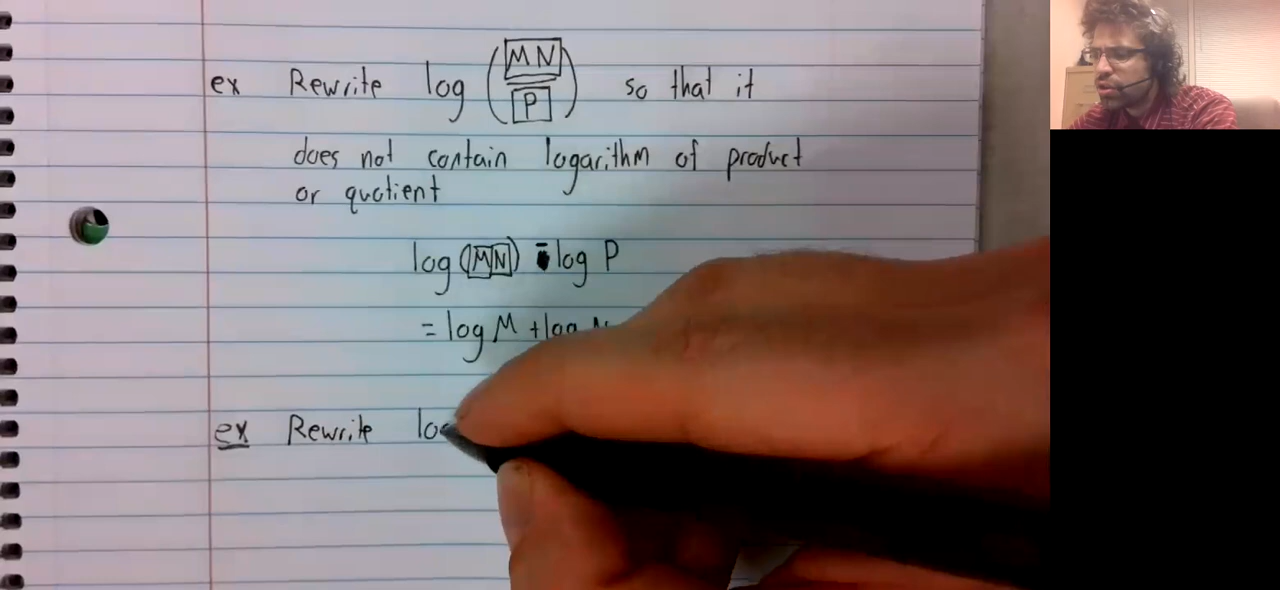 ex Rewrite log (MN/P) so that it
does not contain logarithm of product
or quotient
log (MN) - log P
= log M + log
ex Rewrite log